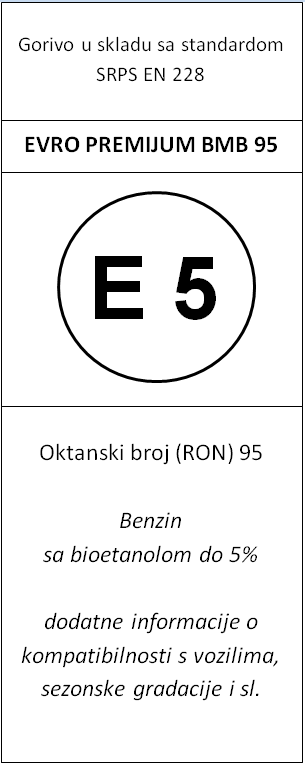 Gorivo u skladu sa standardom
SRPS EN 228
EVRO PREMIJUM BMB 95
E 5
Oktanski broj (RON) 95
Benzin
sa bioetanolom do 5%
dodatne informacije o
kompatibilnosti s vozilima,
sezonske gradacije i sl.